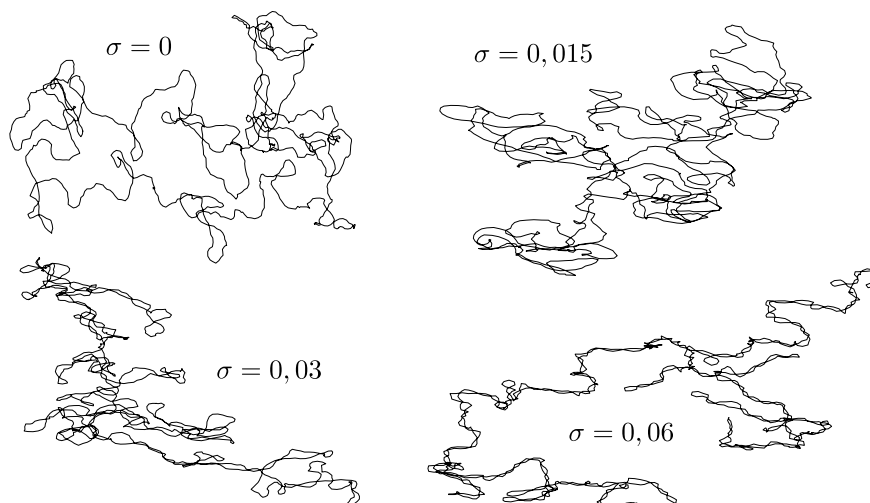 σ = 0
σ = 0, 015
σ = 0, 03
σ = 0, 06